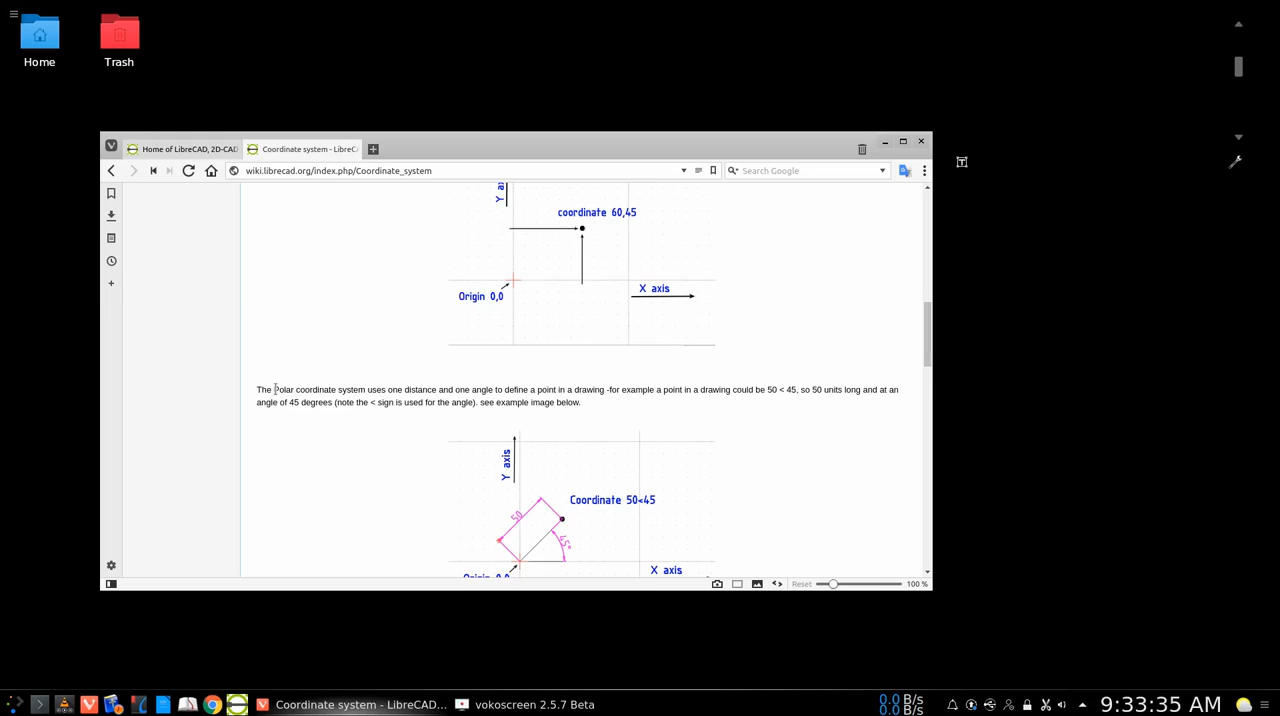 Home
Trash
Home of LibreCAD, 2D-CAD
Coordinate system - LibreC
wiki.librecad.org/index.php/Coordinate_system
Search Google
Y a
coordinate 60,45
Origin 0,0
X axis
The Polar coordinate system uses one distance and one angle to define a point in a drawing -for example a point in a drawing could be 50 < 45, so 50 units long and at an
angle of 45 degrees (note the < sign is used for the angle). see example image below.
Y axis
Coordinate 50<45
50
45°
Origin 0,0
X axis
Reset
100 %
Coordinate system - LibreCAD...
vokoscreen 2.5.7 Beta
0.0 B/s
0.0 B/s
9:33:35 AM